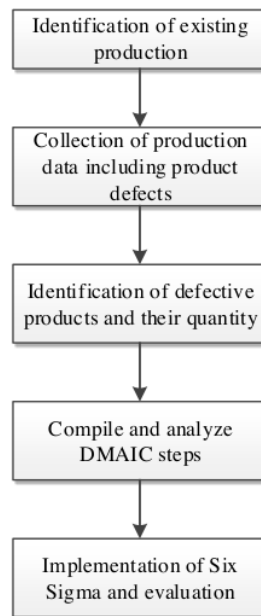 Identification of existing
production
Collection of production
data including product
defects
Identification of defective
products and their quantity
Compile and analyze
DMAIC steps
Implementation of Six
Sigma and evaluation